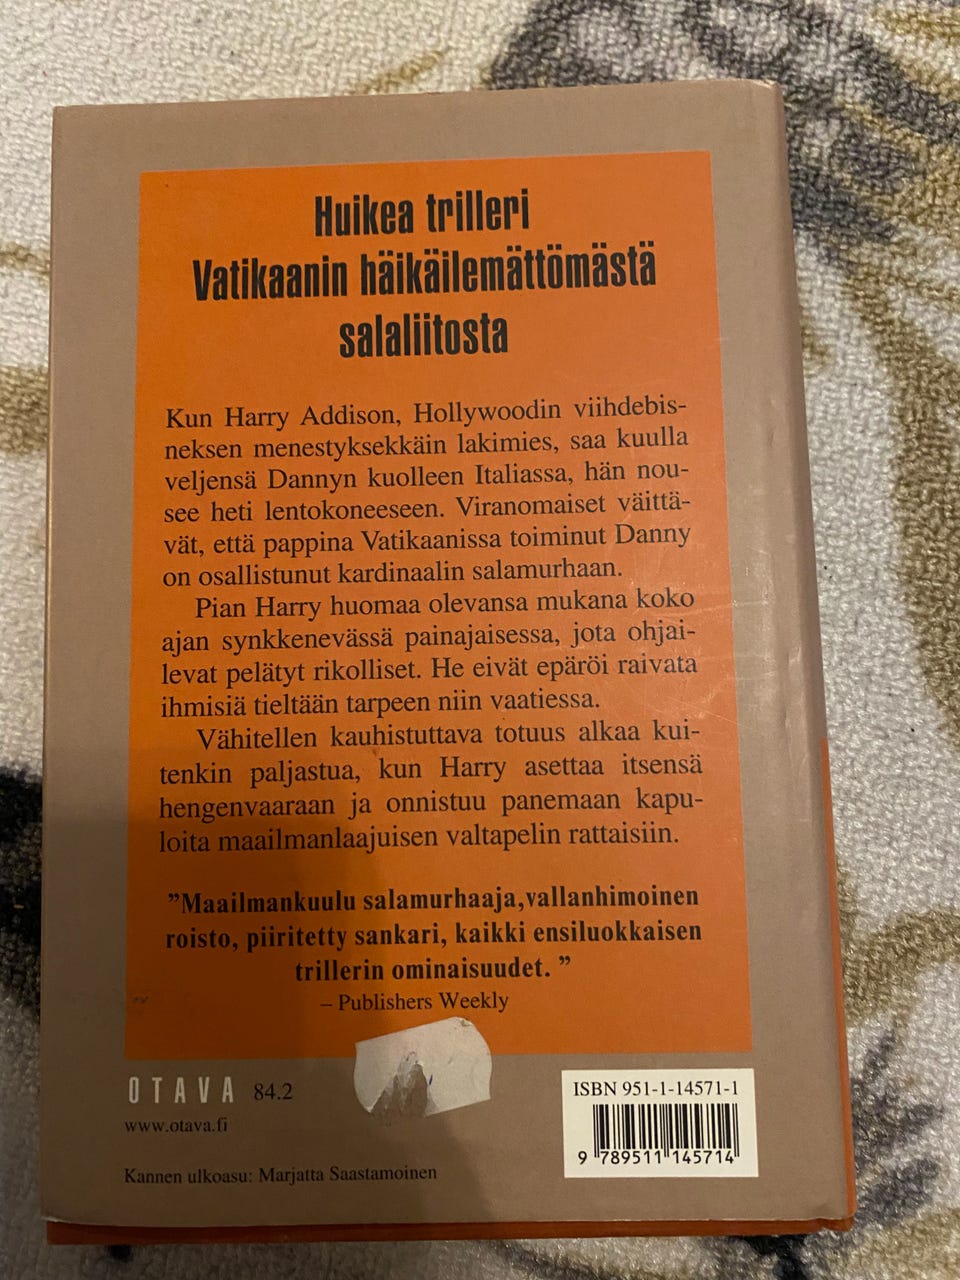 Huikea trilleri
Vatikaanin häikäilemättömästä
salaliitosta
Kun Harry Addison, Hollywoodin viihdebis-
neksen menestyksekkäin lakimies, saa kuulla
veljensä Dannyn kuolleen Italiassa, hän nou-
see heti lentokoneeseen. Viranomaiset väittä-
vät, että pappina Vatikaanissa toiminut Danny
on osallistunut kardinaalin salamurhaan.
Pian Harry huomaa olevansa mukana koko
ajan synkkenevässä painajaisessa, jota ohjai-
levat pelätyt rikolliset. He eivät epäröi raivata
ihmisiä tieltään tarpeen niin vaatiessa.
Vähitellen kauhistuttava totuus alkaa kui-
tenkin paljastua, kun Harry asettaa itsensä
hengenvaaraan ja onnistuu panemaan kapu-
loita maailmanlaajuisen valtapelin rattaisiin.
”Maailmankuulu salamurhaaja,vallanhimoinen
roisto, piiritetty sankari, kaikki ensiluokkaisen
trillerin ominaisuudet. ”
– Publishers Weekly
OTAVA 84.2
www.otava.fi
Kannen ulkoasu: Marjatta Saastamoinen
ISBN 951-1-14571-1
9 789511 145714